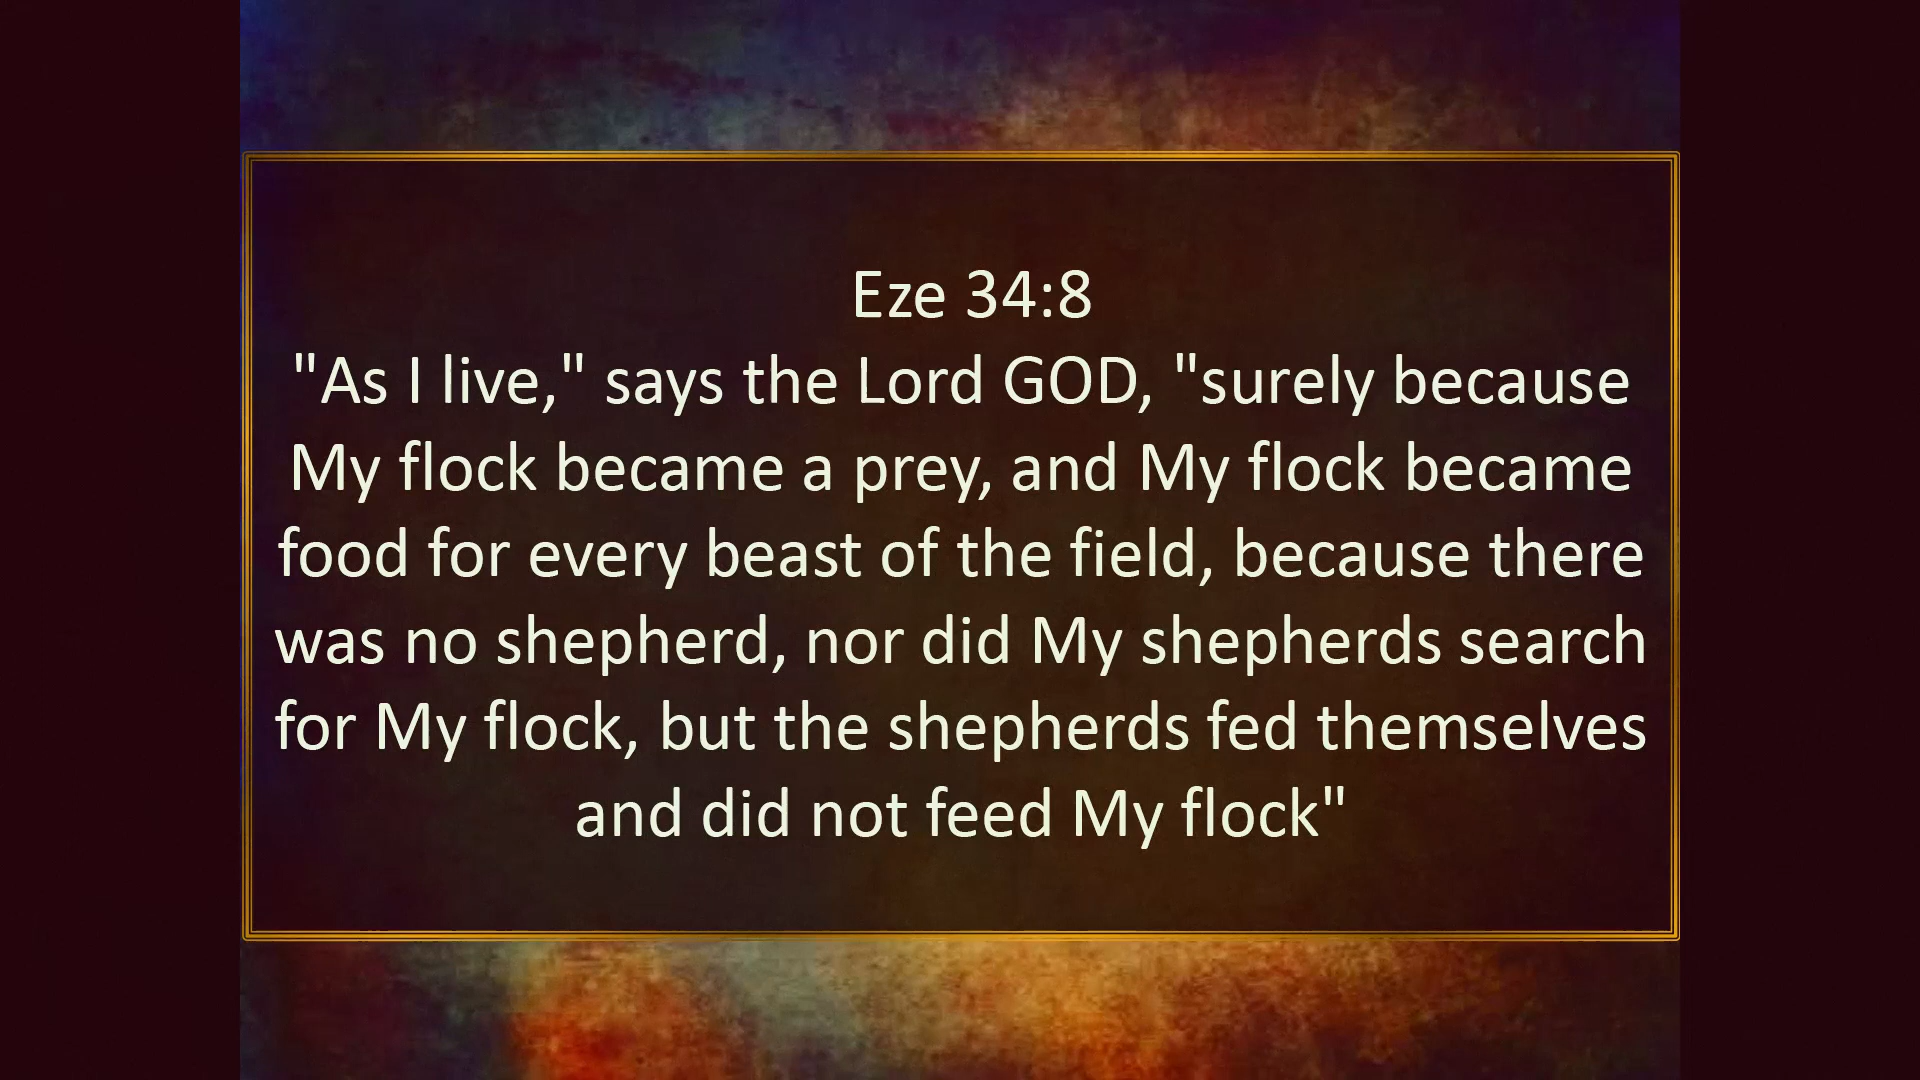 Eze 34:8
"As I live," says the Lord GOD, "surely because
My flock became a prey, and My flock became
food for every beast of the field, because there
was no shepherd, nor did My shepherds search
for My flock, but the shepherds fed themselves
and did not feed My flock"